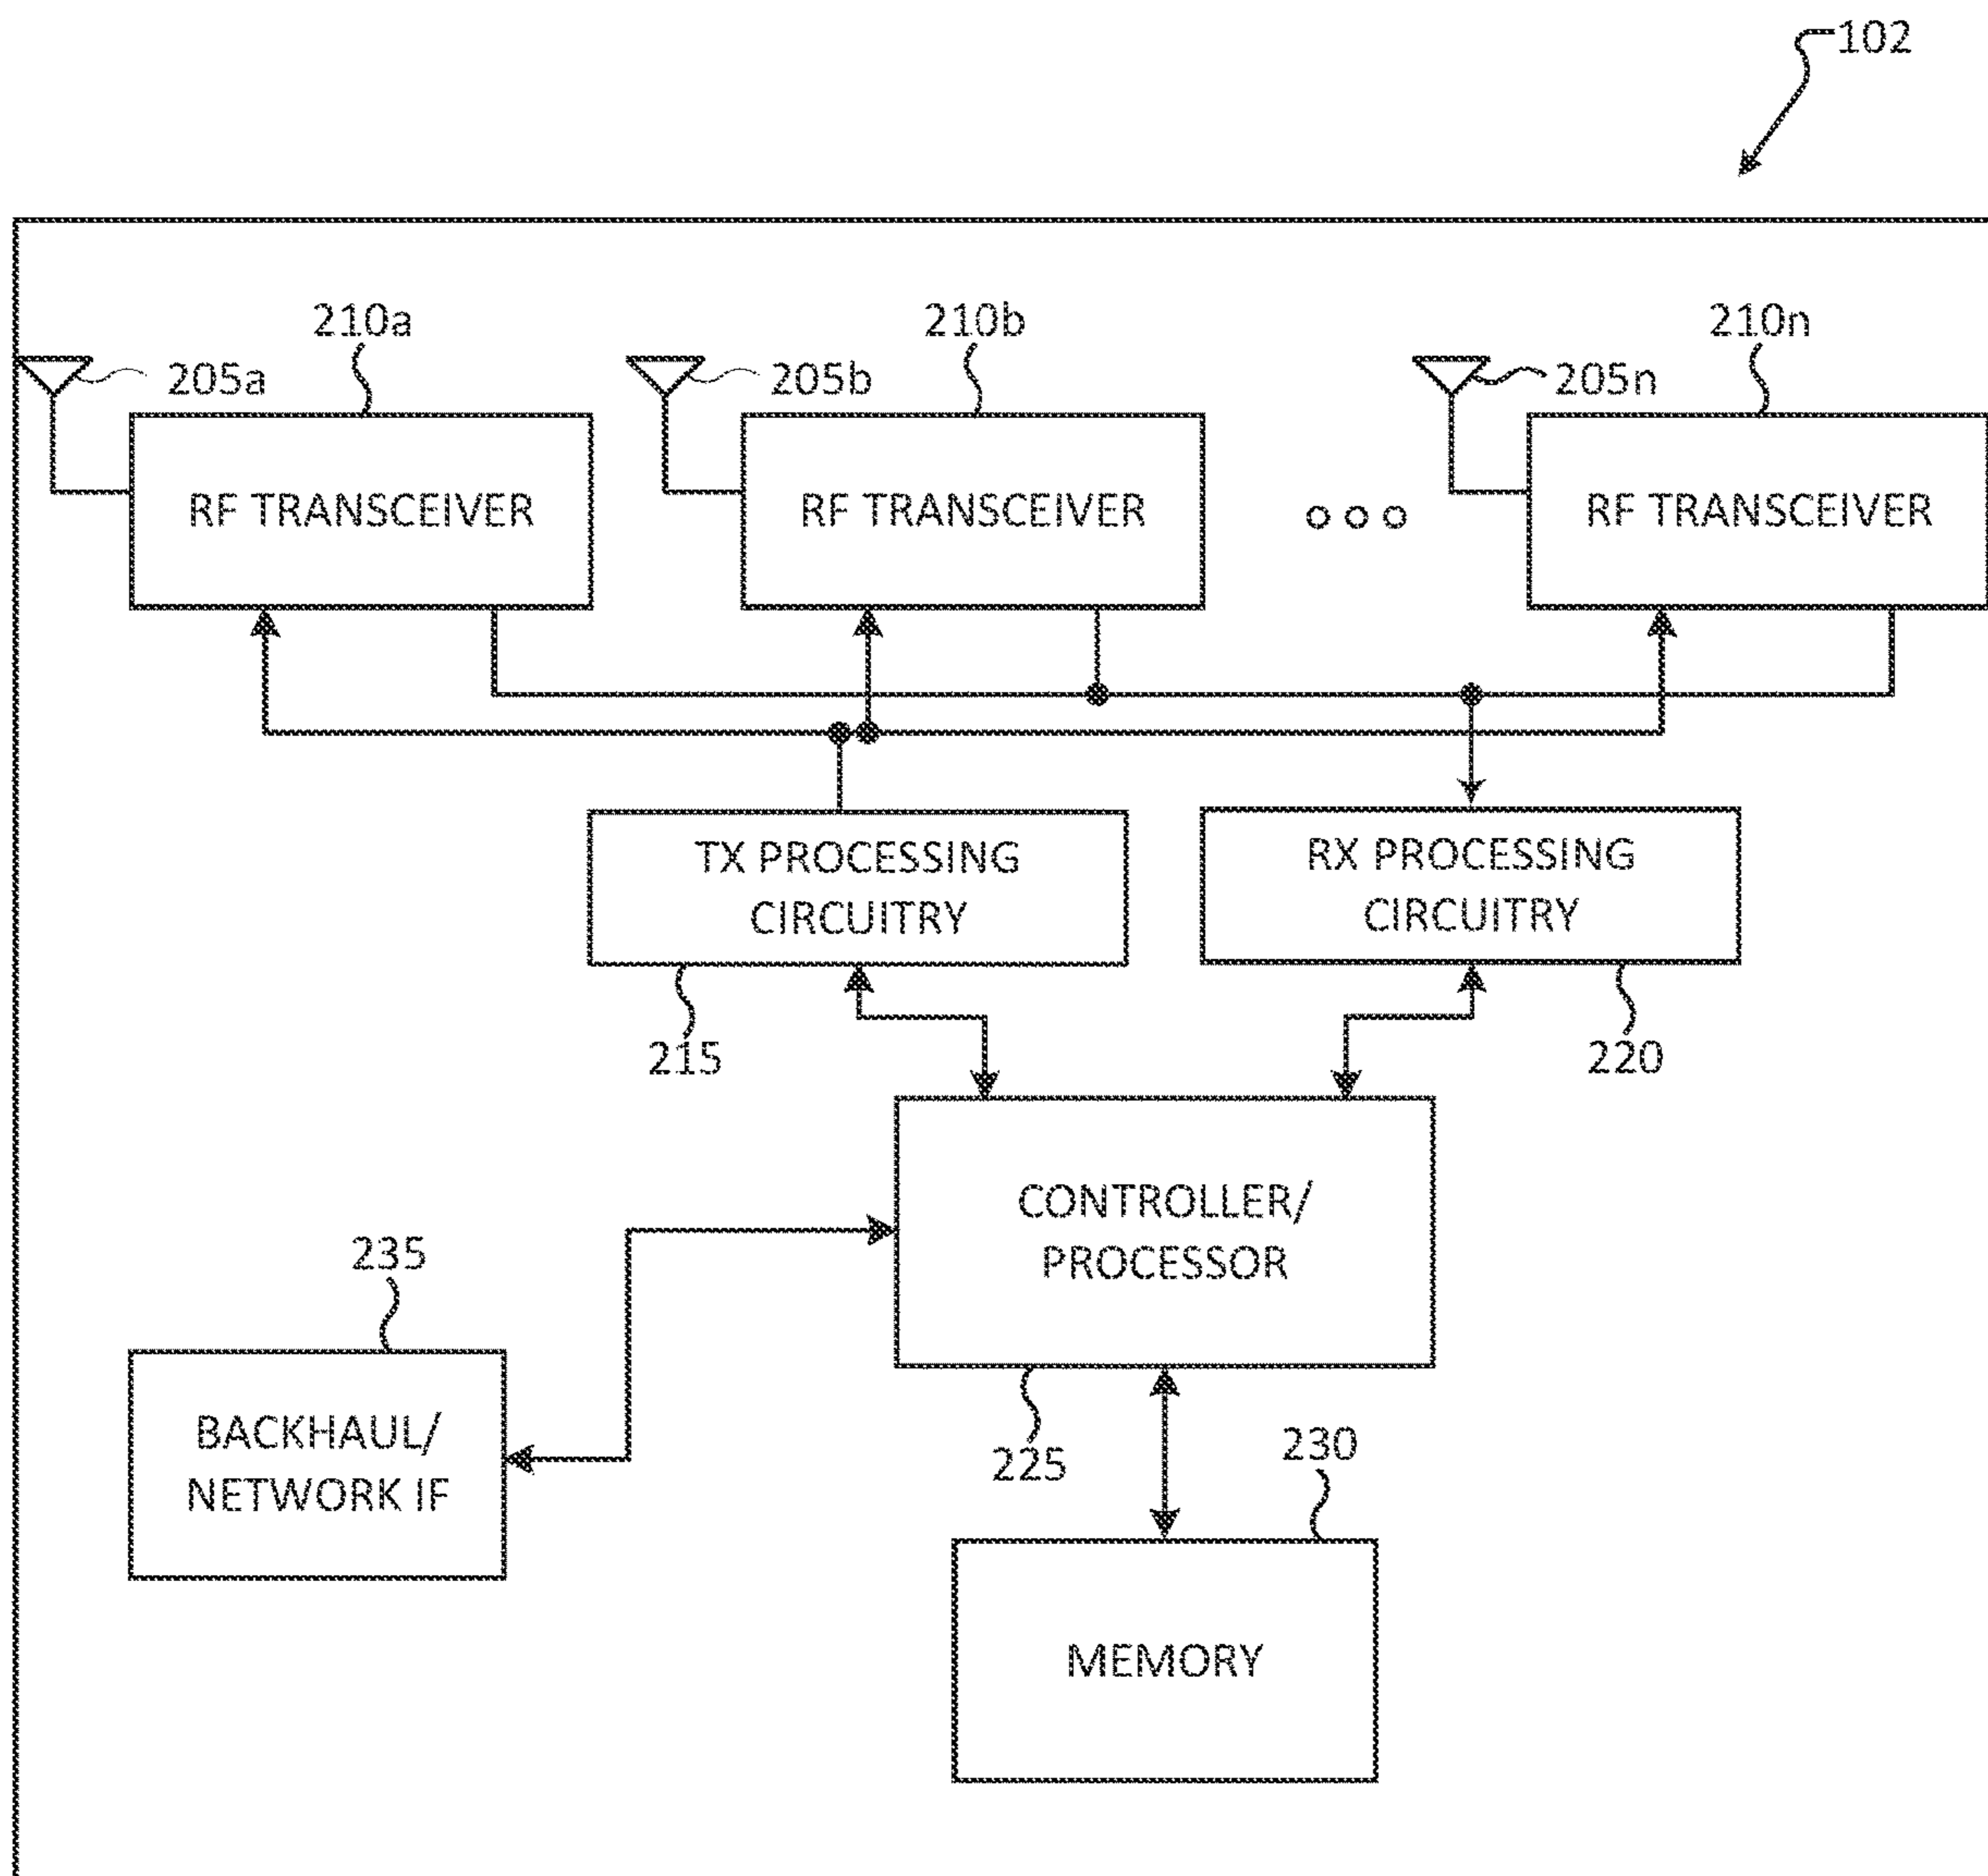 102
210a
210b
210n
205a
205b
205n
RF TRANSCEIVER
RF TRANSCEIVER
RF TRANSCEIVER
TX PROCESSING
CIRCUITRY
RX PROCESSING
CIRCUITRY
215
220
CONTROLLER/
PROCESSOR
235
BACKHAUL/
NETWORK IF
225
230
MEMORY